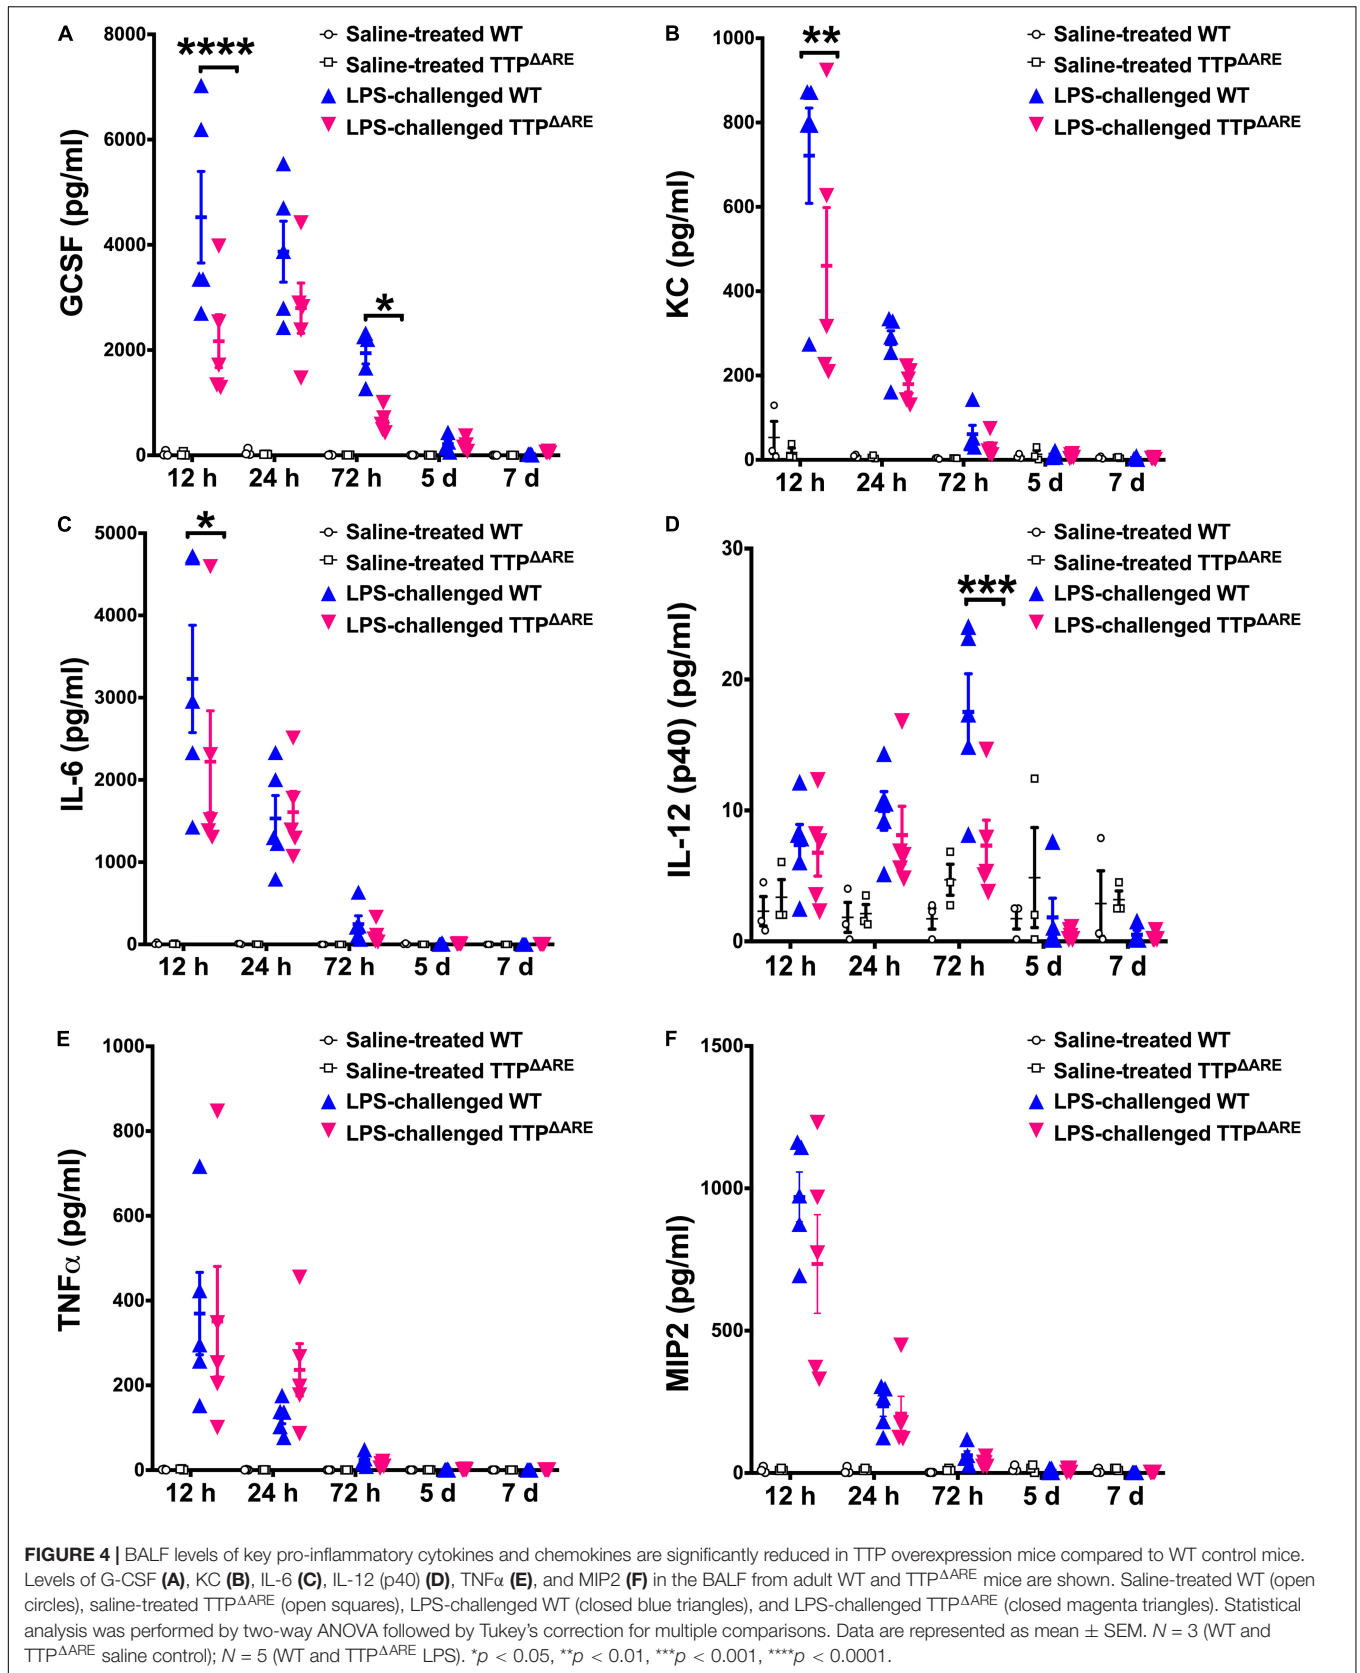 A
8000
6000
4000
2000
0
GCSF (pg/ml)
****
*
Saline-treated WT
Saline-treated TTPΔARE
LPS-challenged WT
LPS-challenged TTPΔARE
12 h 24 h 72 h 5 d 7 d
B
1000
800
600
400
200
0
KC (pg/ml)
**
Saline-treated WT
Saline-treated TTPΔARE
LPS-challenged WT
LPS-challenged TTPΔARE
12 h 24 h 72 h 5 d 7 d
C
5000
4000
3000
2000
1000
0
IL-6 (pg/ml)
*
Saline-treated WT
Saline-treated TTPΔARE
LPS-challenged WT
LPS-challenged TTPΔARE
12 h 24 h 72 h 5 d 7 d
D
30
20
10
0
IL-12 (p40) (pg/ml)
***
Saline-treated WT
Saline-treated TTPΔARE
LPS-challenged WT
LPS-challenged TTPΔARE
12 h 24 h 72 h 5 d 7 d
E
1000
800
600
400
200
0
TNFα (pg/ml)
Saline-treated WT
Saline-treated TTPΔARE
LPS-challenged WT
LPS-challenged TTPΔARE
12 h 24 h 72 h 5 d 7 d
F
1500
1000
500
0
MIP2 (pg/ml)
Saline-treated WT
Saline-treated TTPΔARE
LPS-challenged WT
LPS-challenged TTPΔARE
12 h 24 h 72 h 5 d 7 d
FIGURE 4 | BALF levels of key pro-inflammatory cytokines and chemokines are significantly reduced in TTP overexpression mice compared to WT control mice.
Levels of G-CSF (A), KC (B), IL-6 (C), IL-12 (p40) (D), TNFα (E), and MIP2 (F) in the BALF from adult WT and TTPΔARE mice are shown. Saline-treated WT (open
circles), saline-treated TTPΔARE (open squares), LPS-challenged WT (closed blue triangles), and LPS-challenged TTPΔARE (closed magenta triangles). Statistical
analysis was performed by two-way ANOVA followed by Tukey's correction for multiple comparisons. Data are represented as mean ± SEM. N = 3 (WT and
TTPΔARE saline control); N = 5 (WT and TTPΔARE LPS). *p < 0.05, **p < 0.01, ***p < 0.001, ****p < 0.0001.